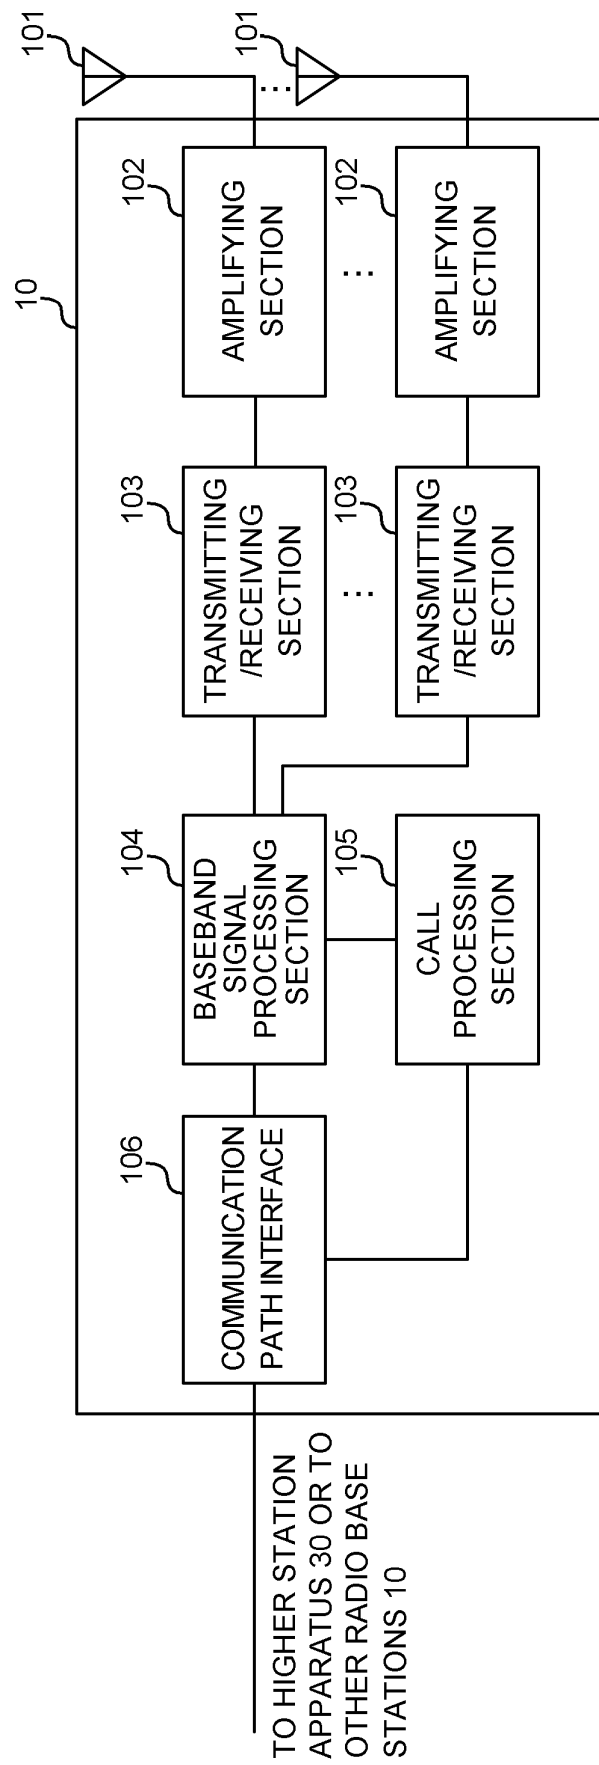 10
101
101
102
AMPLIFYING
SECTION
103
TRANSMITTING
/RECEIVING
SECTION
104
BASEBAND
SIGNAL
PROCESSING
SECTION
106
COMMUNICATION
PATH INTERFACE
...
...
...
102
AMPLIFYING
SECTION
103
TRANSMITTING
/RECEIVING
SECTION
105
CALL
PROCESSING
SECTION
TO HIGHER STATION
APPARATUS 30 OR TO
OTHER RADIO BASE
STATIONS 10